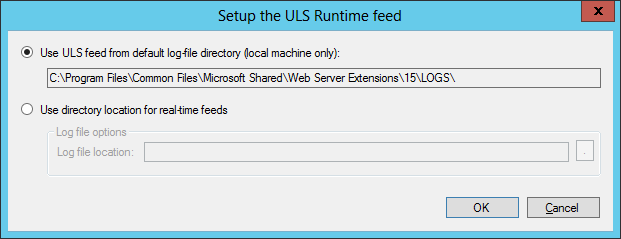 Setup the ULS Runtime feed
x
Use ULS feed from default log-file directory (local machine only):
C:\Program Files\Common Files\Microsoft Shared\Web Server Extensions\15\LOGS\
Use directory location for real-time feeds
Log file options
Log file location:
.
OK
Cancel